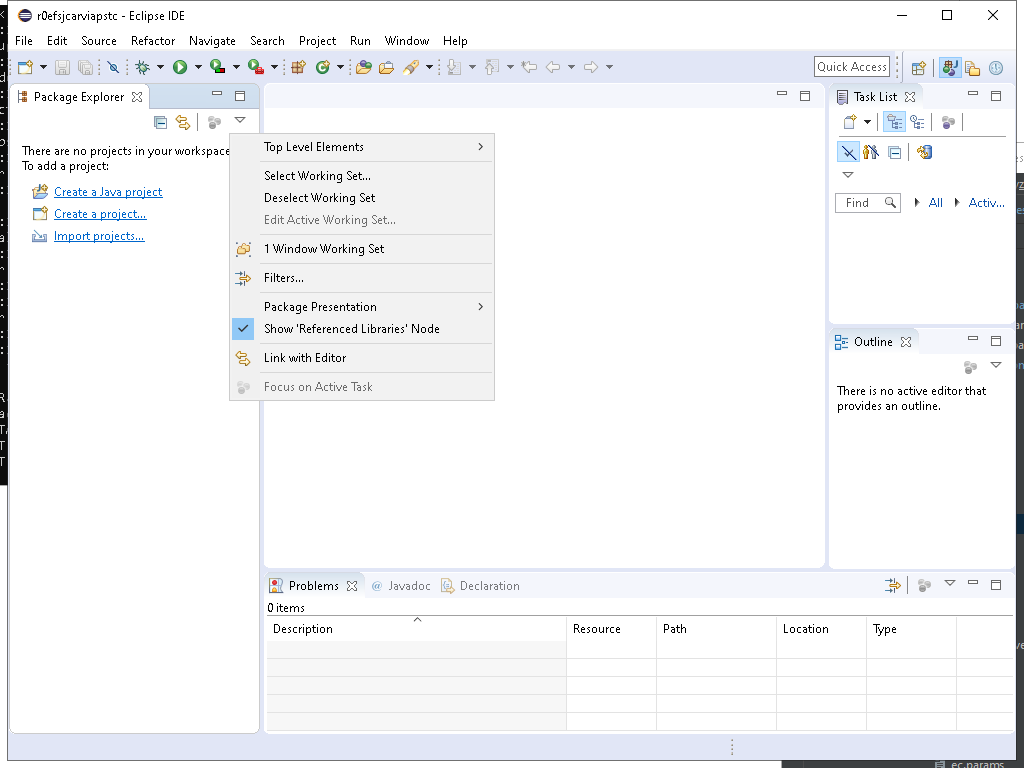 r0efsjcarviapstc - Eclipse IDE
File Edit Source Refactor Navigate Search Project Run Window Help
Quick Access
Package Explorer
Task List
There are no projects in your workspace
To add a project:
Create a Java project
Create a project...
Import projects...
Top Level Elements
Select Working Set...
Deselect Working Set
Edit Active Working Set...
1 Window Working Set
Filters...
Package Presentation
Show 'Referenced Libraries' Node
Link with Editor
Focus on Active Task
Find
All
Activ...
Outline
There is no active editor that
provides an outline.
Problems
@ Javadoc
Declaration
0 items
Description Resource Path Location Type
ec.params